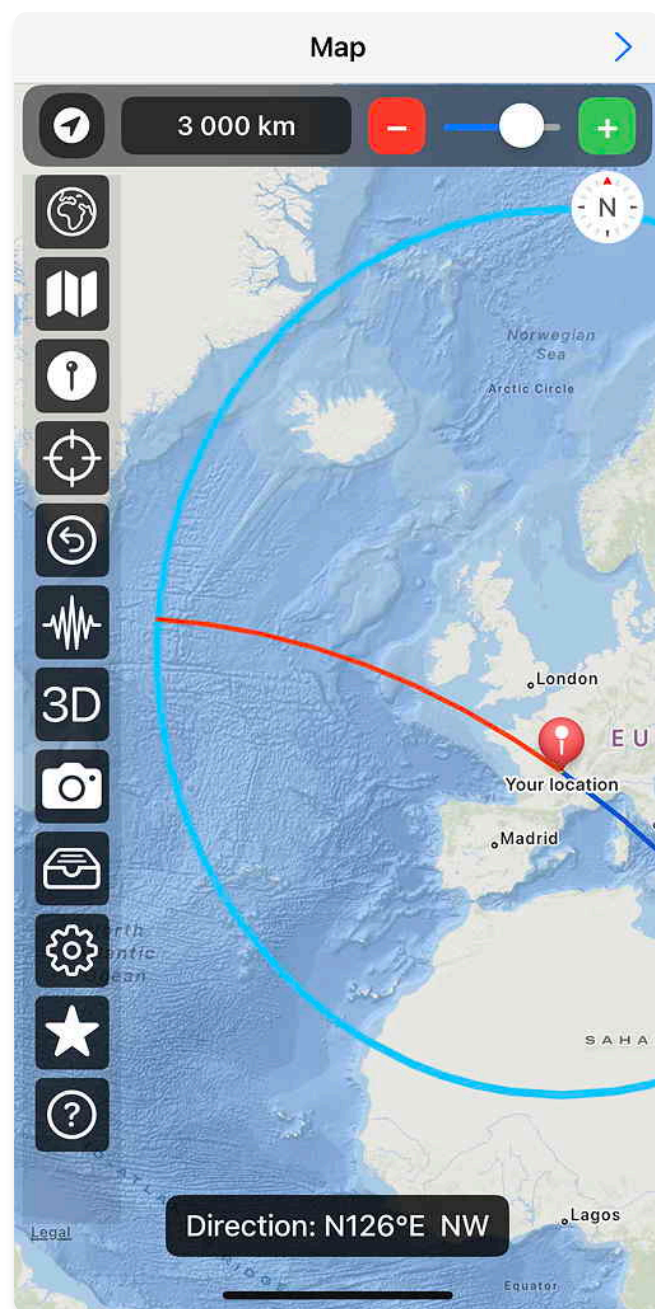 Map
3 000 km
N
Norwegian
Sea
Arctic Circle
3D
London
EU
Your location
Madrid
SAHA
Direction: N126°E NW
Legal
Lagos
Equator